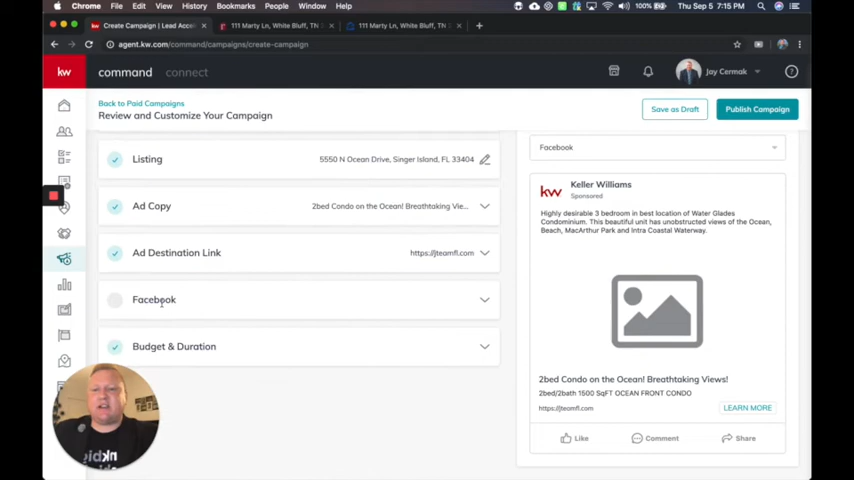 Chrome File Edit View History Bookmarks People Window Help
100%
Thu Sep 5 7:15 PM
Create Campaign | Lead Accel
111 Marty Ln, White Bluff, TN
111 Marty Ln, White Bluff, TN
agent.kw.com/command/campaigns/create-campaign
kw
command
connect
Jay Cermak
Back to Paid Campaigns
Review and Customize Your Campaign
Save as Draft
Publish Campaign
Listing
5550 N Ocean Drive, Singer Island, FL 33404
Ad Copy
2bed Condo on the Ocean! Breathtaking Vie...
Ad Destination Link
https://jteamfl.com
Facebook
Budget & Duration
Facebook
kw
Keller Williams
Sponsored
Highly desirable 3 bedroom in best location of Water Glades
Condominium. This beautiful unit has unobstructed views of the Ocean,
Beach, MacArthur Park and Intra Coastal Waterway.
2bed Condo on the Ocean! Breathtaking Views!
2bed/2bath 1500 SqFT OCEAN FRONT CONDO
https://jteamfl.com
LEARN MORE
Like
Comment
Share